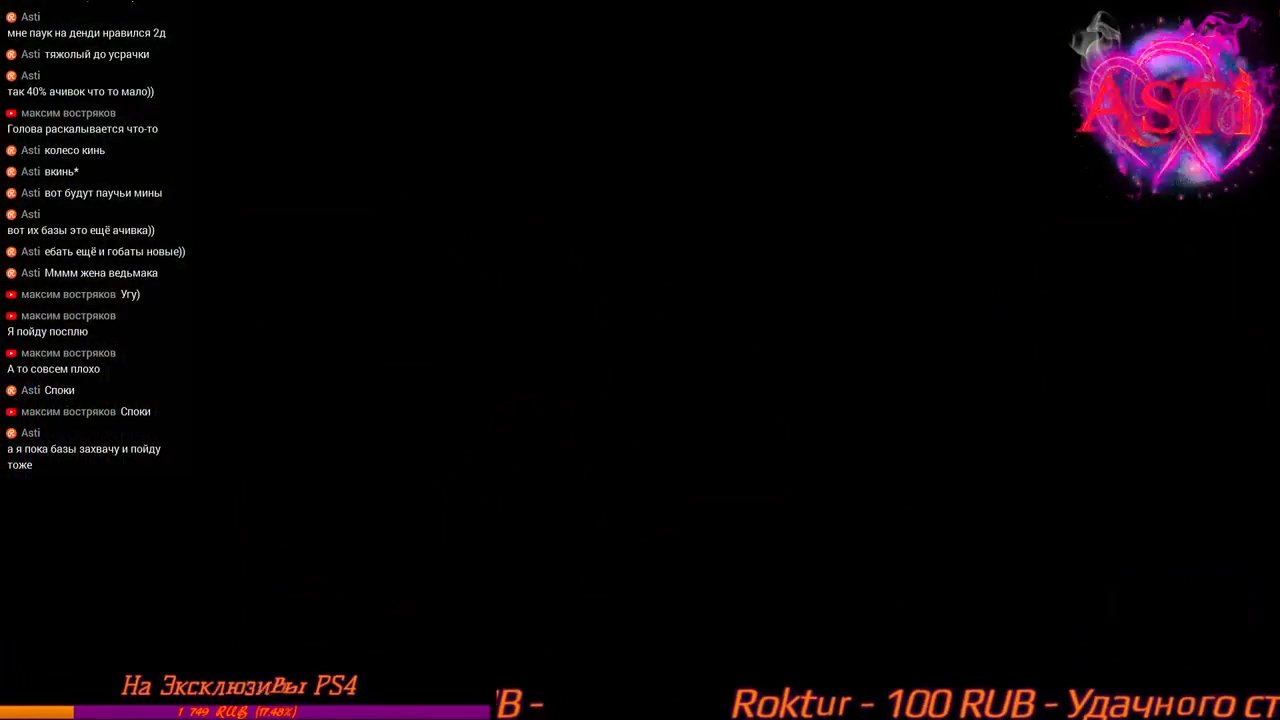 Asti
мне паук на денди нравился 2д
Asti тяжолый до усрачки
Asti
так 40% ачивок что то мало))
максим востряков
Голова раскалывается что-то
Asti колесо кинь
Asti вкинь*
Asti вот будут паучьи мины
Asti
вот их базы это ещё ачивка))
Asti ебать ещё и гобаты новые))
Asti Мммм жена ведьмака
максим востряков Угу)
максим востряков
Я пойду посплю
максим востряков
А то совсем плохо
Asti Споки
максим востряков Споки
Asti
а я пока базы захвачу и пойду
тоже
ASTI
На Эксклюзивы PS4
1 749 RUB (17.48%)
B -
Roktur - 100 RUB - Удачного ст